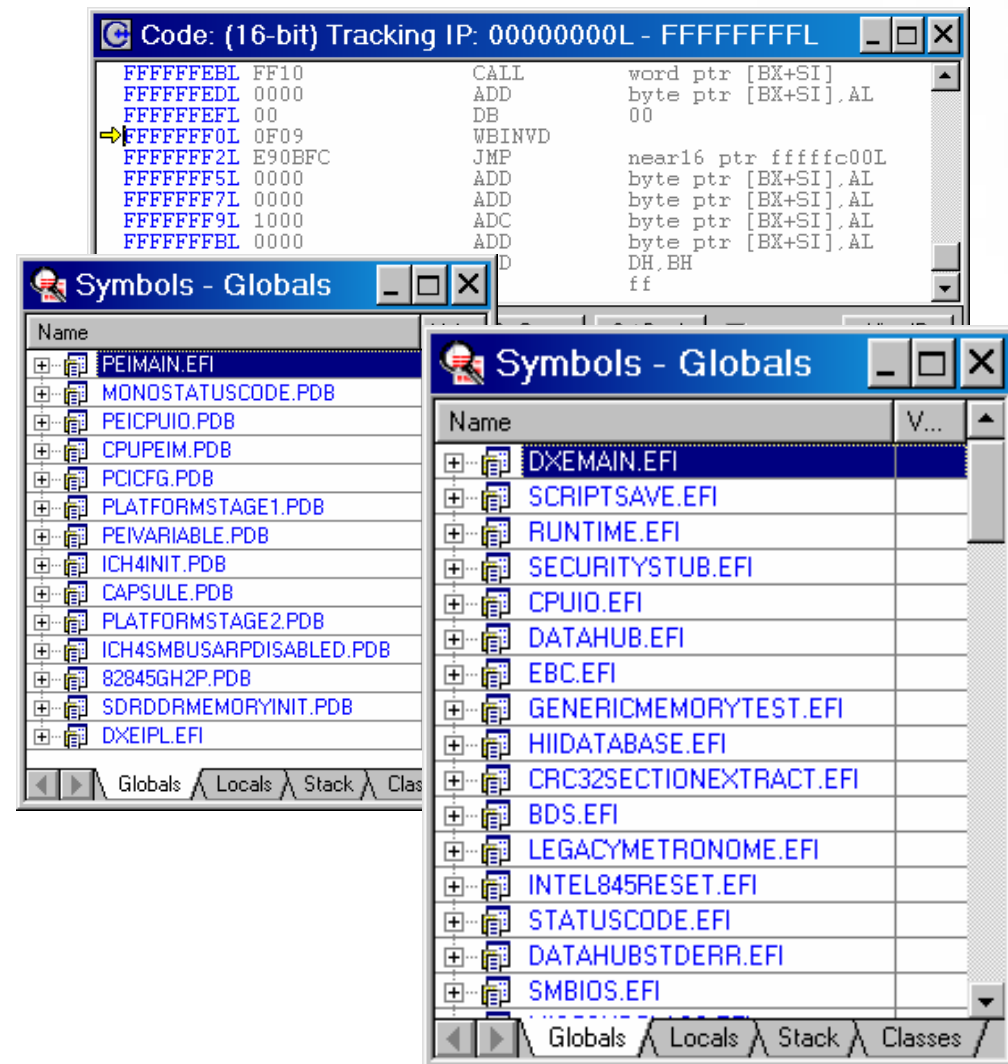 Code: (16-bit) Tracking IP: 00000000L - FFFFFFFFL
FFFFFFEBL FF10 CALL word ptr [BX+SI]
FFFFFFEDL 0000 ADD byte ptr [BX+SI],AL
FFFFFFEFL 00 DB 00
FFFFFFF0L 0F09 WBINVD
FFFFFFF2L E90BFC JMP near16 ptr fffffc00L
FFFFFFF5L 0000 ADD byte ptr [BX+SI],AL
FFFFFFF7L 0000 ADD byte ptr [BX+SI],AL
FFFFFFF9L 1000 ADC byte ptr [BX+SI],AL
FFFFFFFBL 0000 ADD byte ptr [BX+SI],AL
DH,BH
ff
Symbols - Globals
Name
PEIMAIN.EFI
MONOSTATUSCODE.PDB
PEICPUIO.PDB
CPUPEIM.PDB
PCICFG.PDB
PLATFORMSTAGE1.PDB
PEIVARIABLE.PDB
ICH4INIT.PDB
CAPSULE.PDB
PLATFORMSTAGE2.PDB
ICH4SMBUSARPDISABLED.PDB
82845GH2P.PDB
SDRDDRMEMORYINIT.PDB
DXEIPL.EFI
Globals Locals Stack Clas
Symbols - Globals
Name V...
DXEMAIN.EFI
SCRIPTSAVE.EFI
RUNTIME.EFI
SECURITYSTUB.EFI
CPUIO.EFI
DATAHUB.EFI
EBC.EFI
GENERICMEMORYTEST.EFI
HIIDATABASE.EFI
CRC32SECTIONEXTRACT.EFI
BDS.EFI
LEGACYMETRONOME.EFI
INTEL845RESET.EFI
STATUSCODE.EFI
DATAHUBSTDERR.EFI
SMBIOS.EFI
Globals Locals Stack Classes